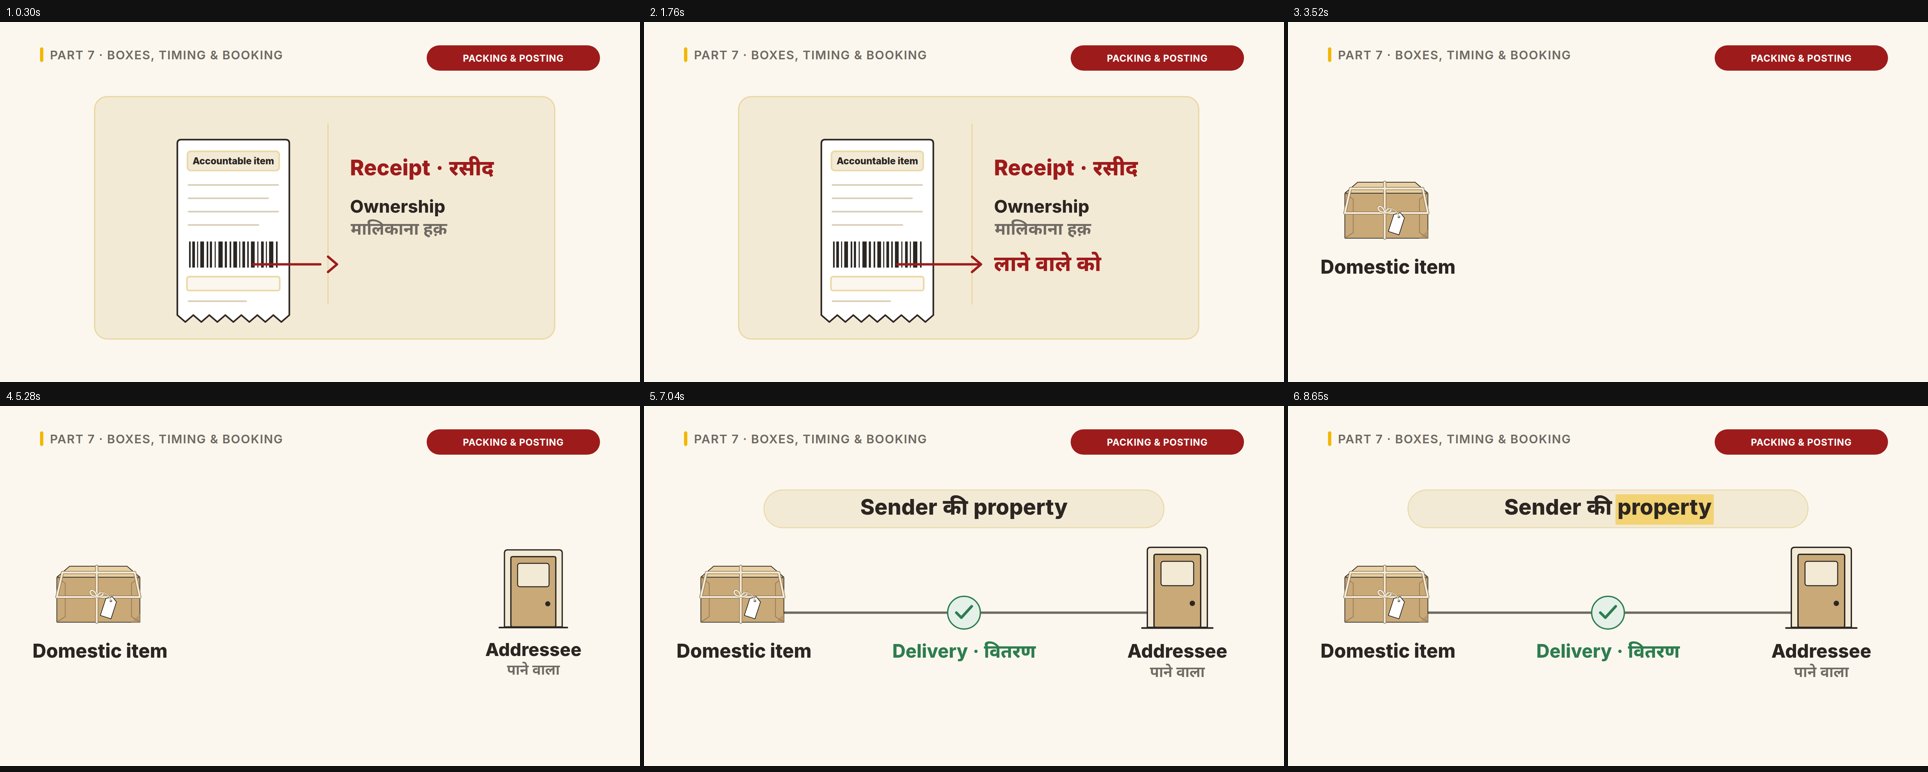 1. 0.30s
PART 7 · BOXES, TIMING & BOOKING
PACKING & POSTING
Accountable item
Receipt · रसीद
Ownership
मालिकाना हक़
2. 1.76s
PART 7 · BOXES, TIMING & BOOKING
PACKING & POSTING
Accountable item
Receipt · रसीद
Ownership
मालिकाना हक़
लाने वाले को
3. 3.52s
PART 7 · BOXES, TIMING & BOOKING
PACKING & POSTING
Domestic item
4. 5.28s
PART 7 · BOXES, TIMING & BOOKING
PACKING & POSTING
Domestic item
Addressee
पाने वाला
5. 7.04s
PART 7 · BOXES, TIMING & BOOKING
PACKING & POSTING
Sender की property
Domestic item
Delivery · वितरण
Addressee
पाने वाला
6. 8.65s
PART 7 · BOXES, TIMING & BOOKING
PACKING & POSTING
Sender की property
Domestic item
Delivery · वितरण
Addressee
पाने वाला